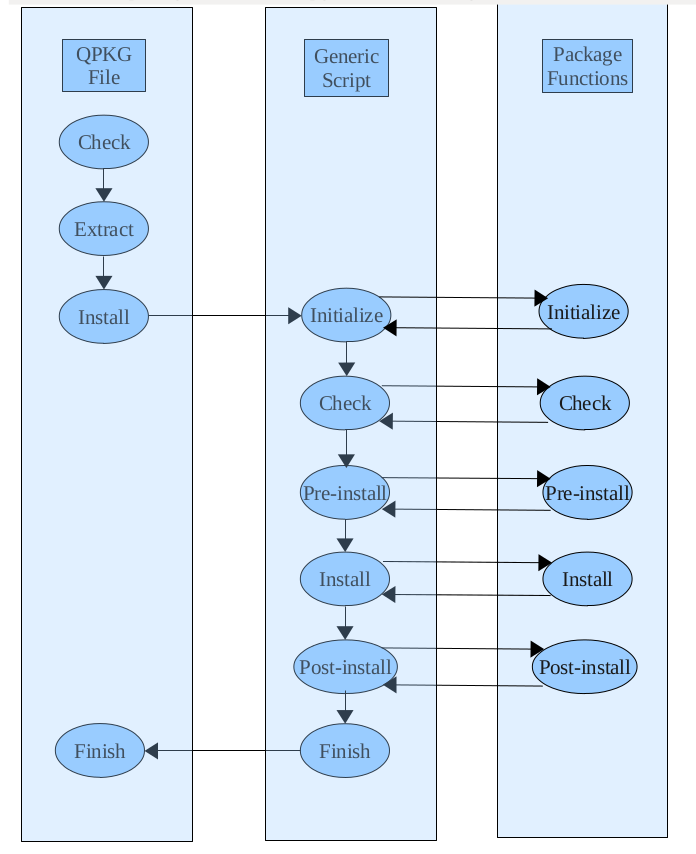 QPKG
File
Generic
Script
Package
Functions
Check
Extract
Install
Initialize
Initialize
Check
Check
Pre-install
Pre-install
Install
Install
Post-install
Post-install
Finish
Finish